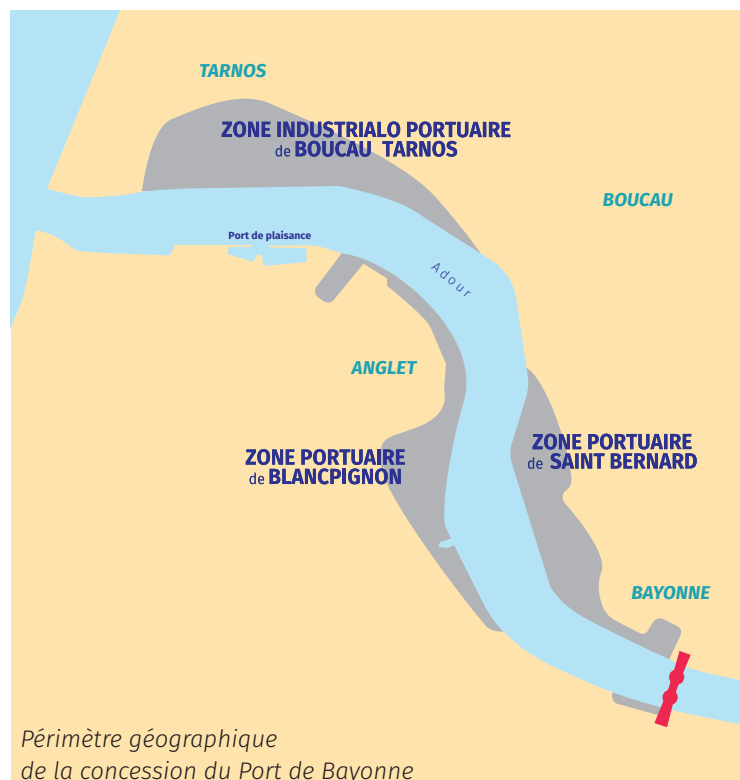 TARNOS
ZONE INDUSTRIALO PORTUAIRE
de BOUCAU TARNOS
BOUCAU
Port de plaisance
Adour
ANGLET
ZONE PORTUAIRE
de SAINT BERNARD
ZONE PORTUAIRE
de BLANCPIGNON
BAYONNE
Périmètre géographique
de la concession du Port de Bayonne